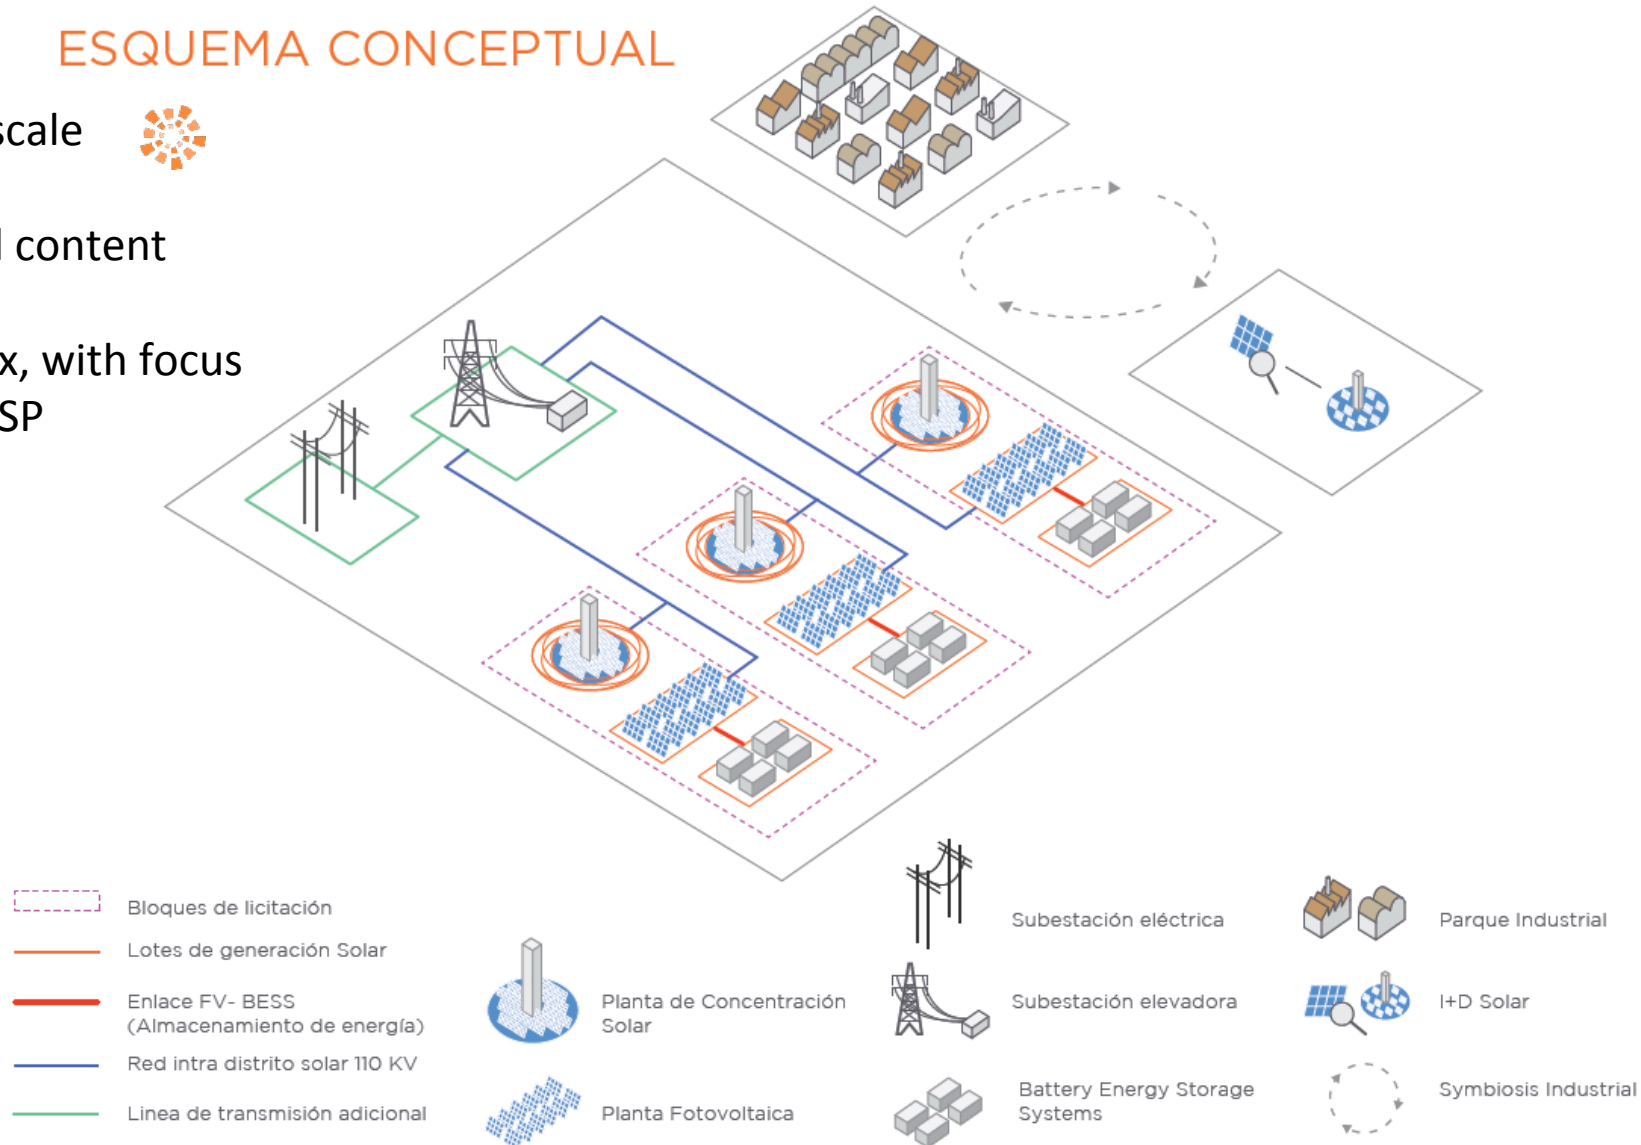 ESQUEMA CONCEPTUAL
scale
content
x, with focus
SP
Bloques de licitación
Lotes de generación Solar
Enlace FV- BESS
(Almacenamiento de energía)
Red intra distrito solar 110 KV
Linea de transmisión adicional
Planta de Concentración
Solar
Planta Fotovoltaica
Subestación eléctrica
Subestación elevadora
Battery Energy Storage
Systems
Parque Industrial
I+D Solar
Symbiosis Industrial